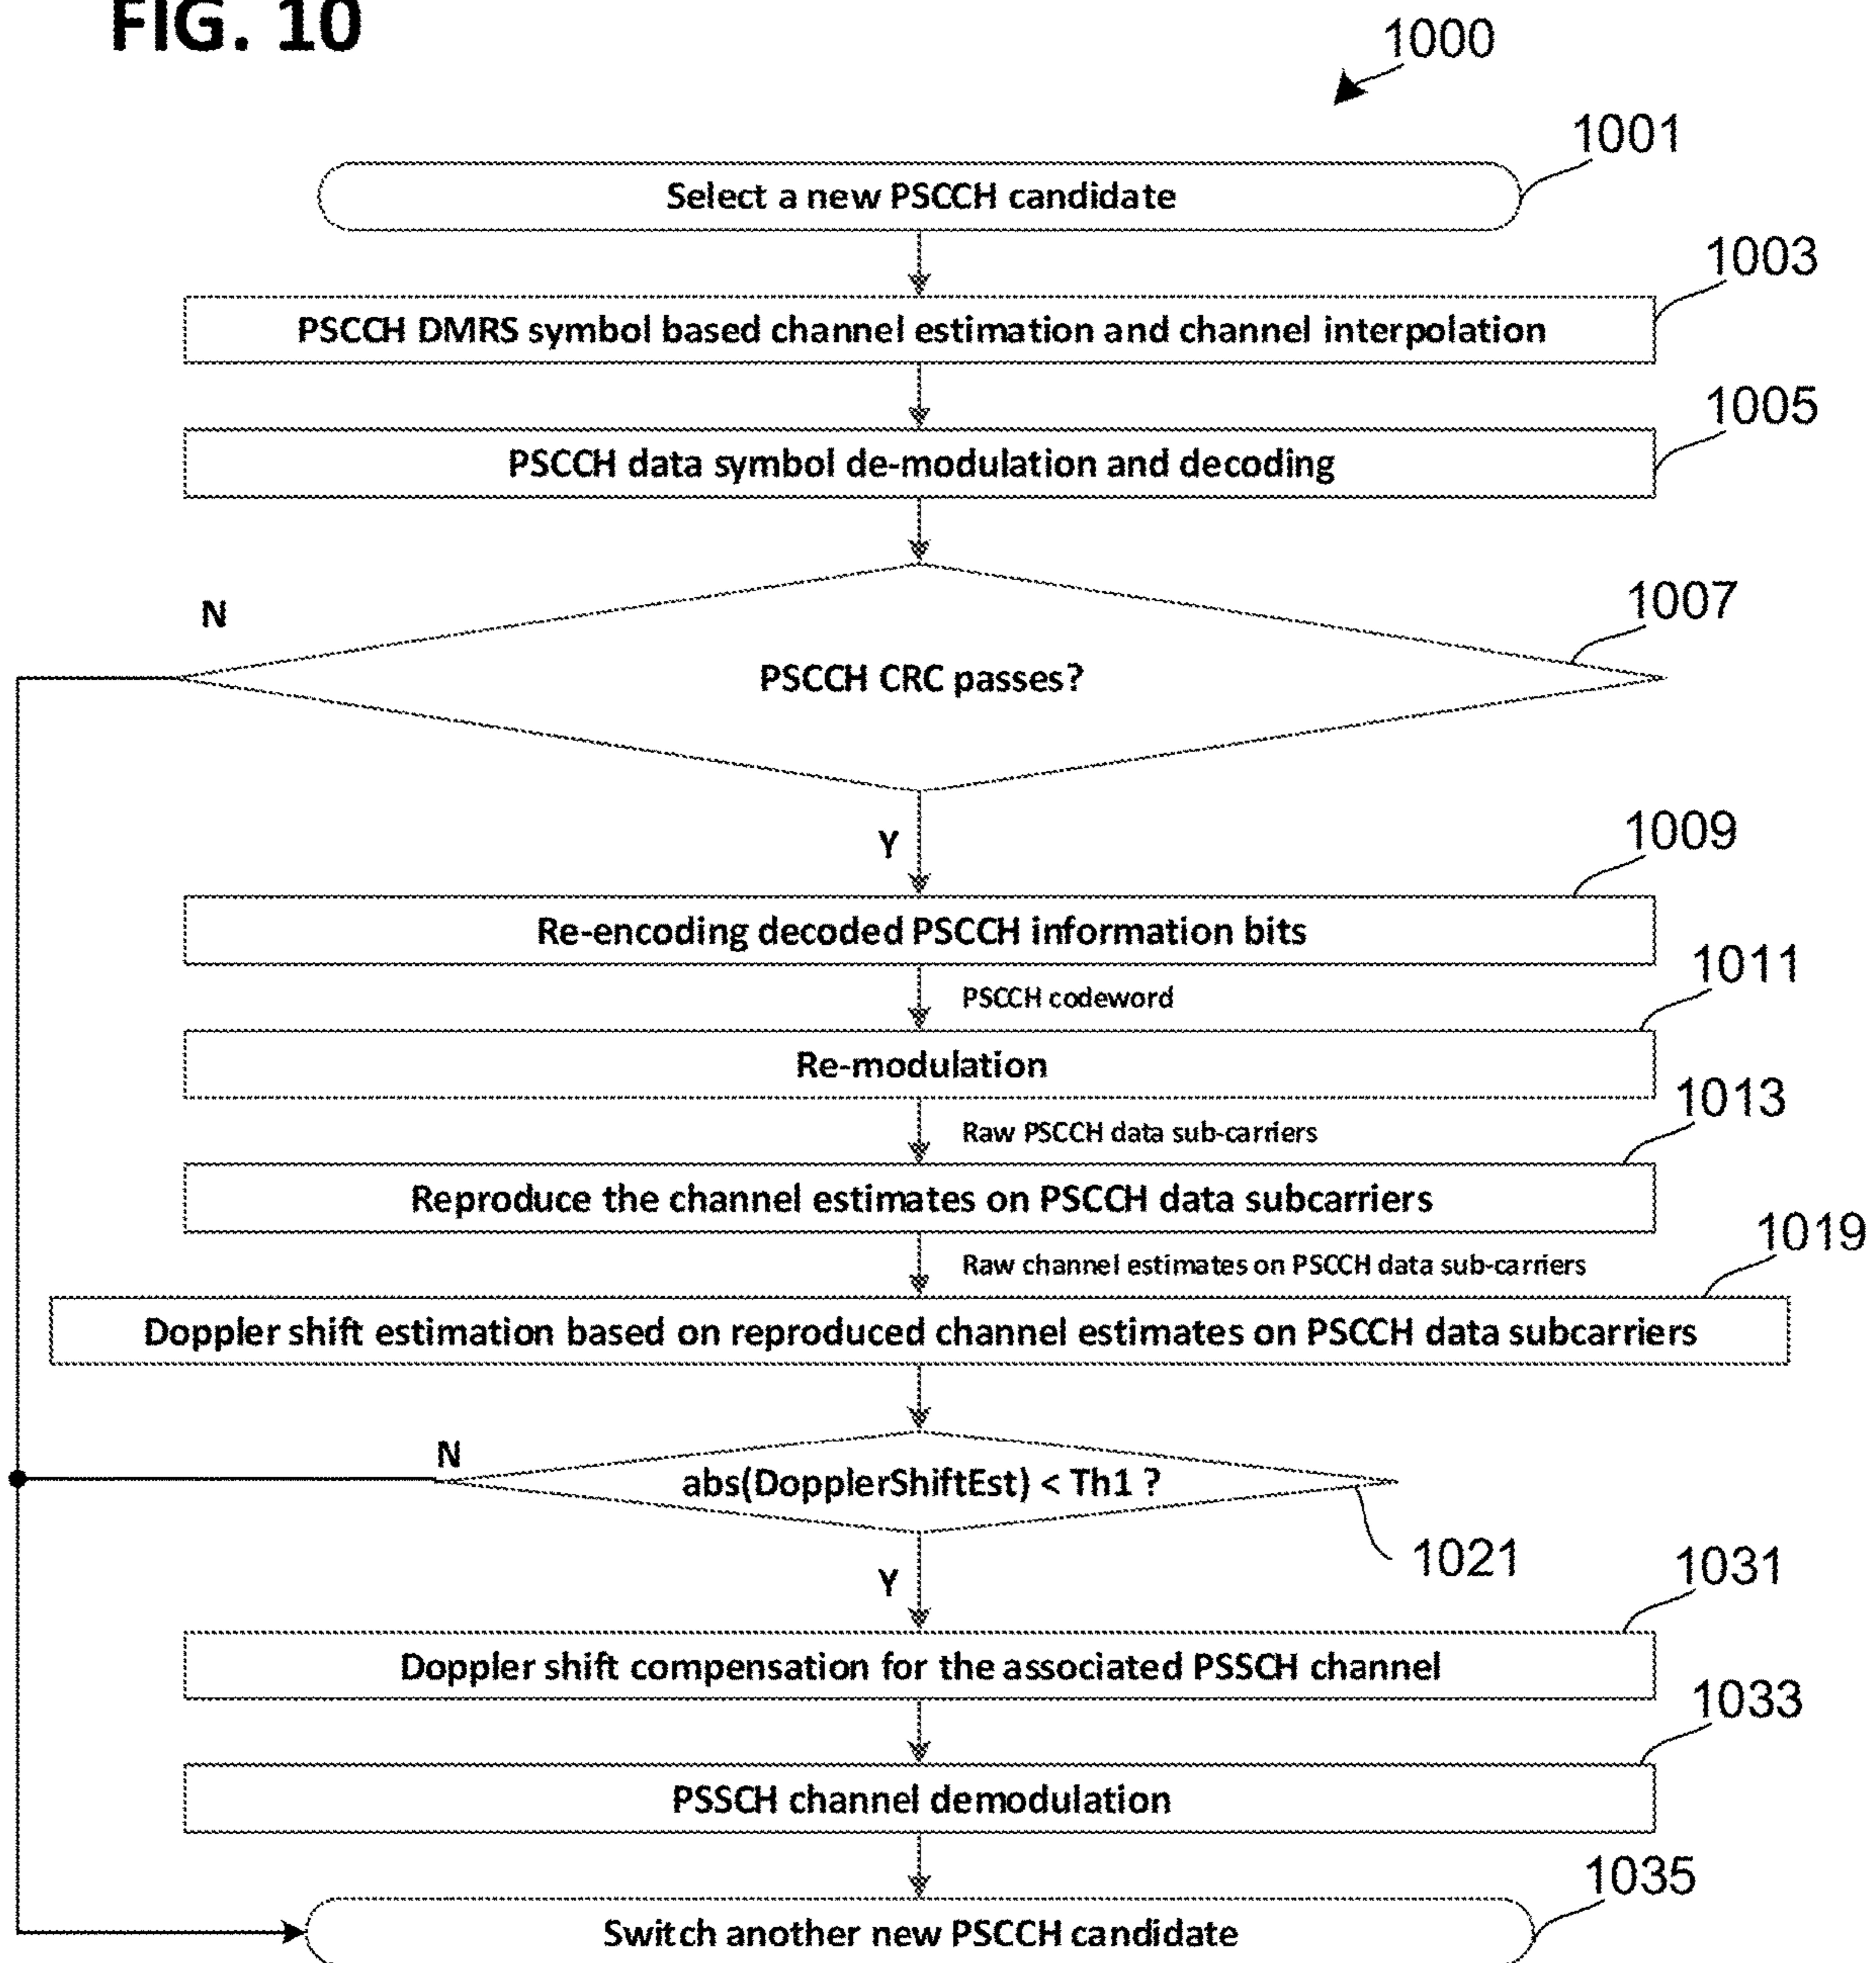 FIG. 10
1000
1001
Select a new PSCCH candidate
1003
PSCCH DMRS symbol based channel estimation and channel interpolation
1005
PSCCH data symbol de-modulation and decoding
N
1007
PSCCH CRC passes?
Y
1009
Re-encoding decoded PSCCH information bits
1011
PSCCH codeword
Re-modulation
1013
Raw PSCCH data sub-carriers
Reproduce the channel estimates on PSCCH data subcarriers
1019
Raw channel estimates on PSCCH data sub-carriers
Doppler shift estimation based on reproduced channel estimates on PSCCH data subcarriers
N
abs(DopplerShiftEst) < Th1 ?
1021
Y
1031
Doppler shift compensation for the associated PSSCH channel
1033
PSSCH channel demodulation
1035
Switch another new PSCCH candidate